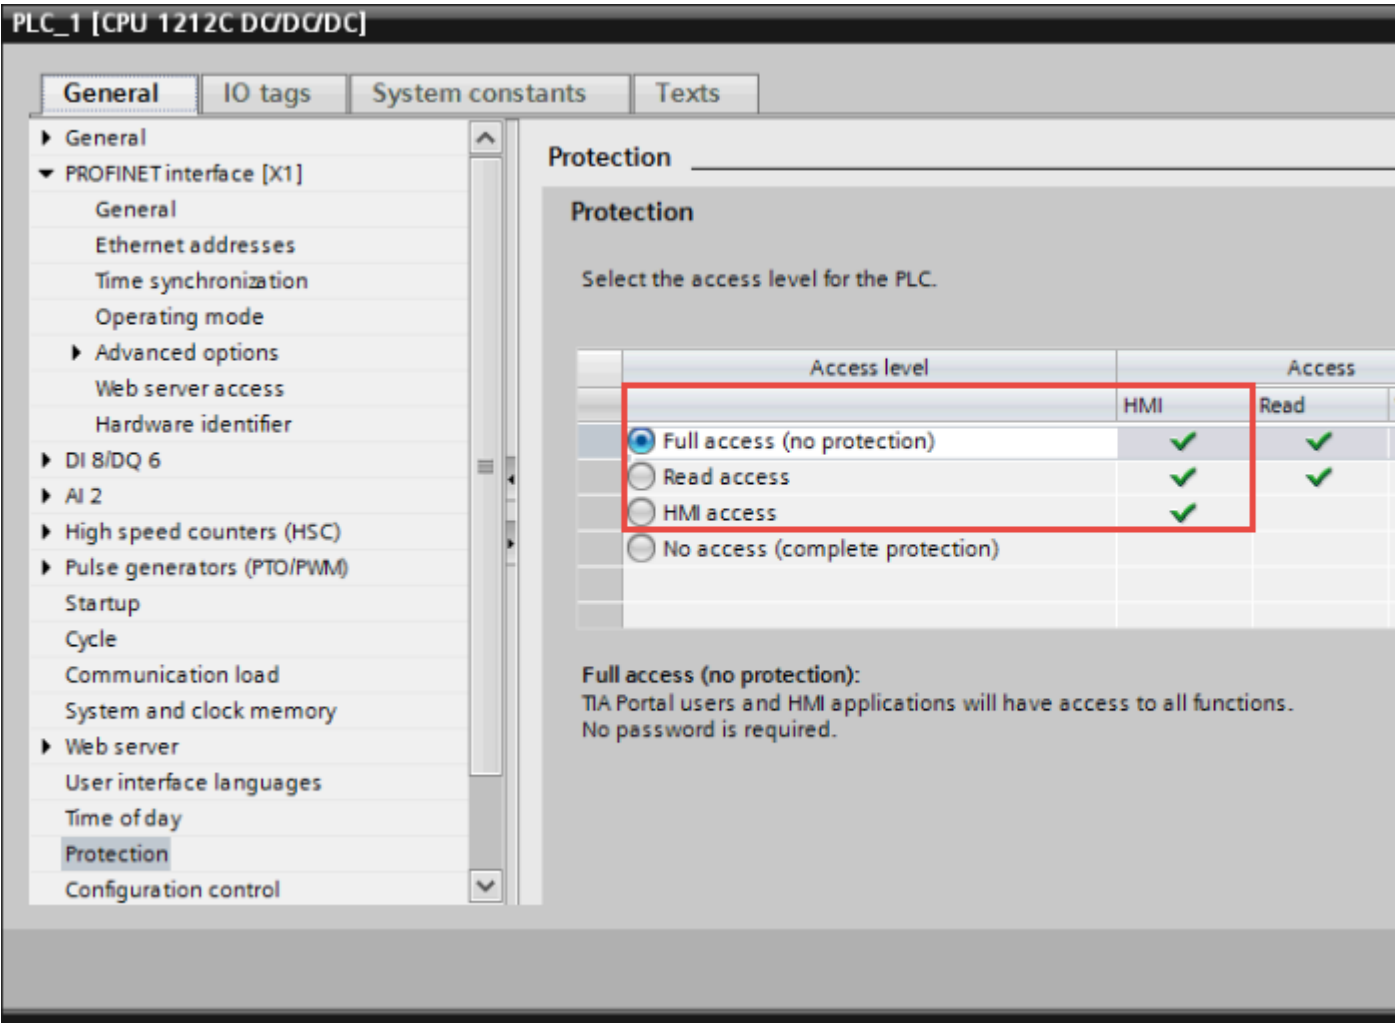 PLC_1 [CPU 1212C DC/DC/DC]
General IO tags System constants Texts
General
PROFINET interface [X1]
General
Ethernet addresses
Time synchronization
Operating mode
Advanced options
Web server access
Hardware identifier
DI 8/DQ 6
AI 2
High speed counters (HSC)
Pulse generators (PTO/PWM)
Startup
Cycle
Communication load
System and clock memory
Web server
User interface languages
Time of day
Protection
Configuration control
Protection
Protection
Select the access level for the PLC.
Access level Access
HMI Read
Full access (no protection)
Read access
HMI access
No access (complete protection)
Full access (no protection):
TIA Portal users and HMI applications will have access to all functions.
No password is required.